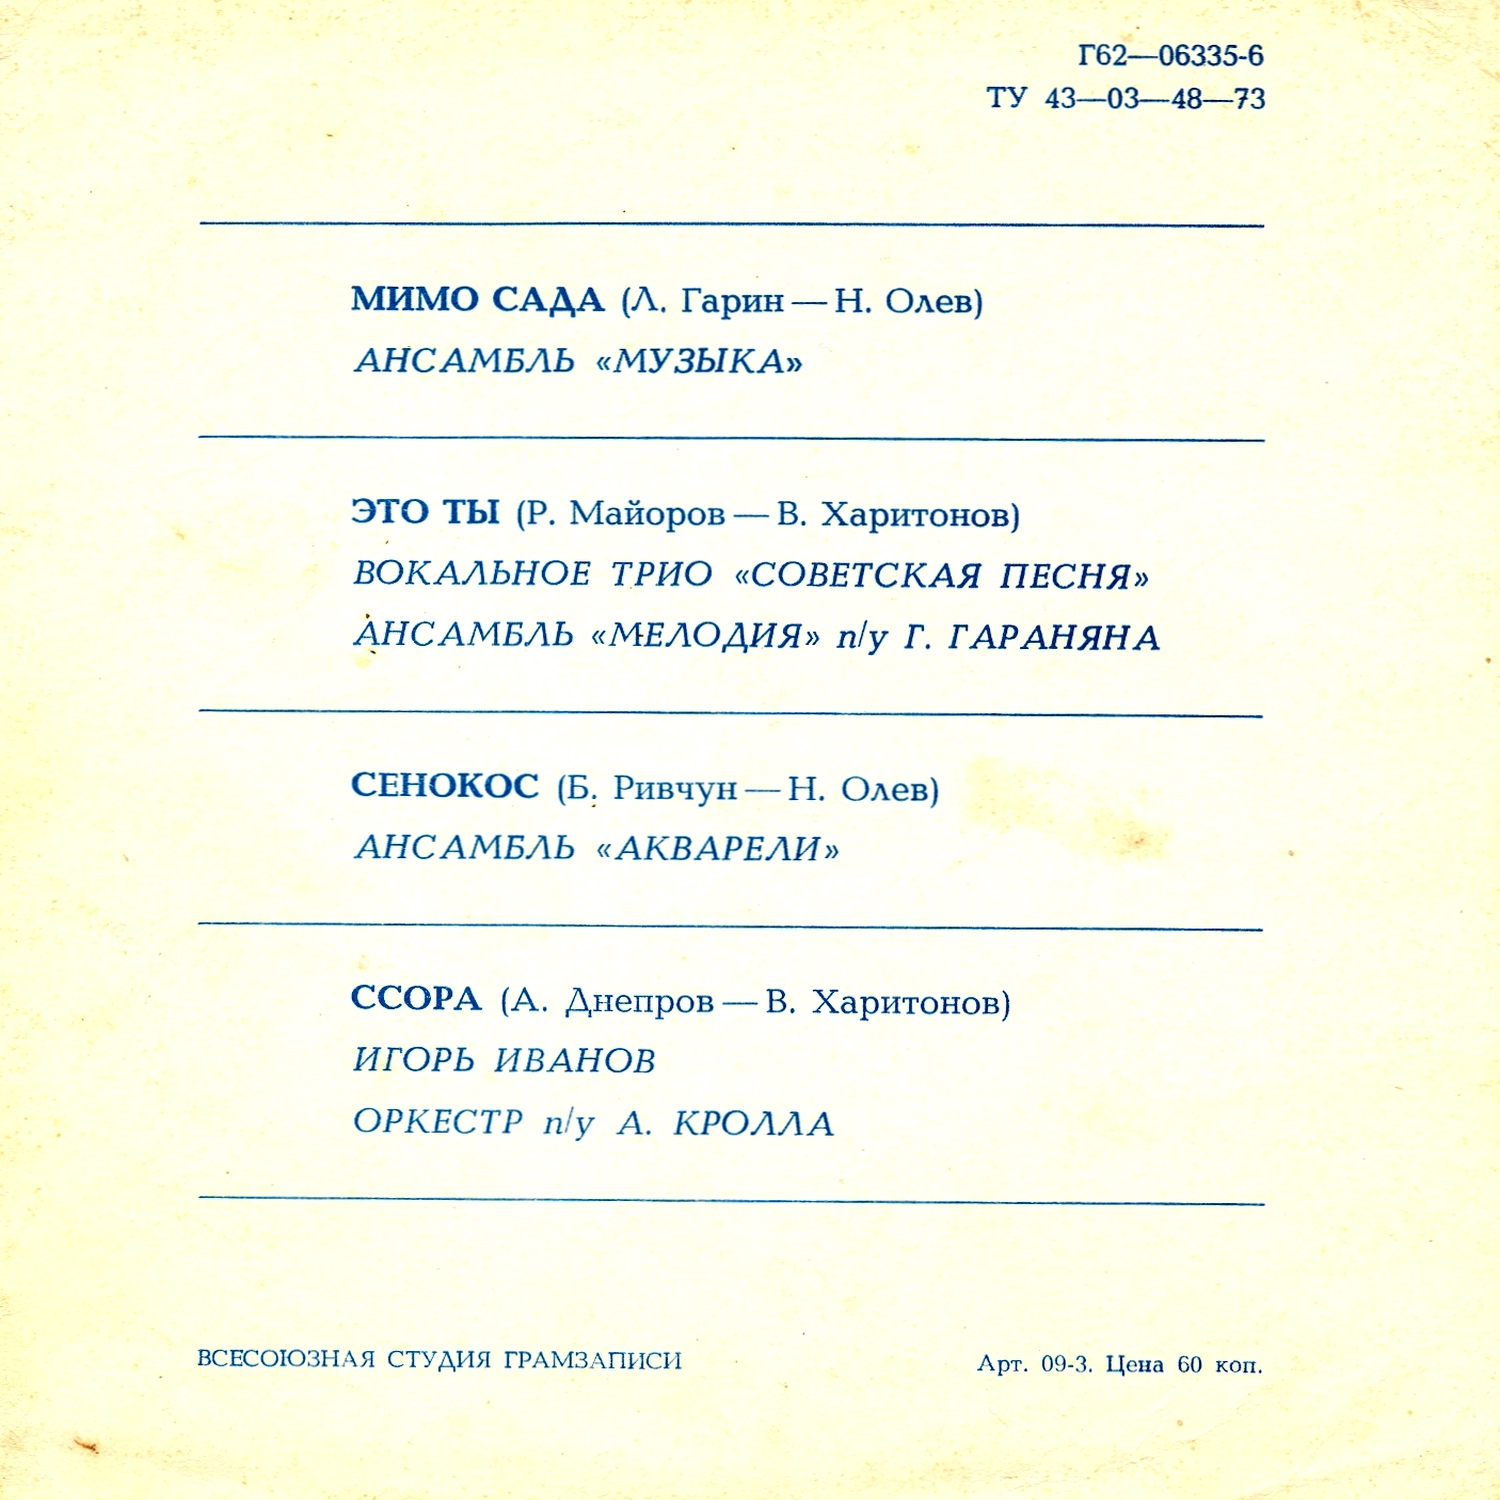 Г62—06335-6
ТУ 43—03—48—73
МИМО САДА (Л. Гарин — Н. Олев)
АНСАМБЛЬ «МУЗЫКА»
ЭТО ТЫ (Р. Майоров — В. Харитонов)
ВОКАЛЬНОЕ ТРИО «СОВЕТСКАЯ ПЕСНЯ»
АНСАМБЛЬ «МЕЛОДИЯ» п/у Г. ГАРАНЯНА
СЕНОКОС (Б. Ривчун — Н. Олев)
АНСАМБЛЬ «АКВАРЕЛИ»
ССОРА (А. Днепров — В. Харитонов)
ИГОРЬ ИВАНОВ
ОРКЕСТР п/у А. КРОЛЛА
ВСЕСОЮЗНАЯ СТУДИЯ ГРАМЗАПИСИ
Арт. 09-3. Цена 60 коп.